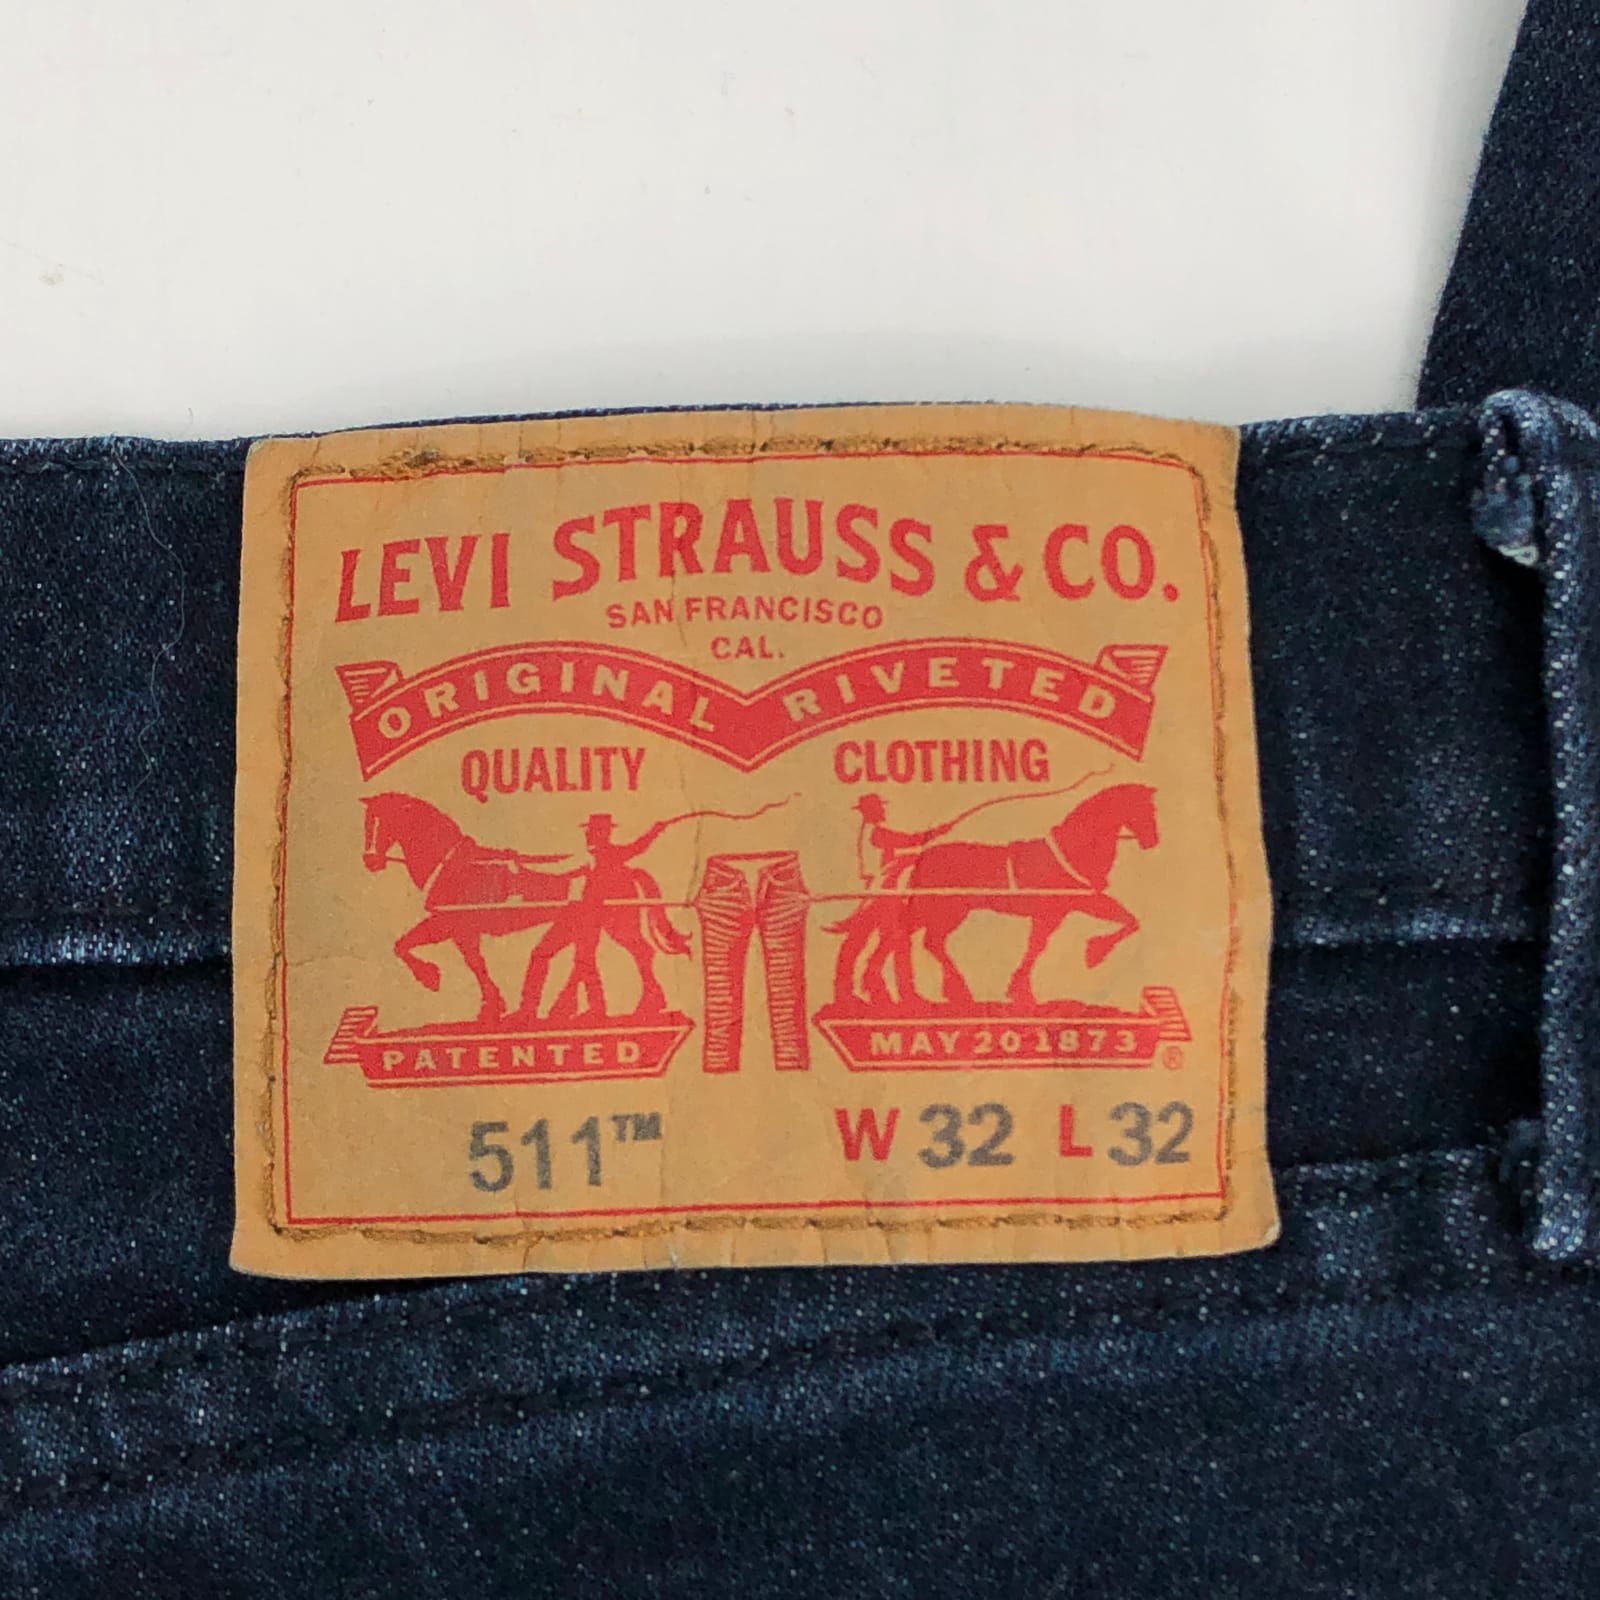 LEVI STRAUSS & CO.
SAN FRANCISCO
CAL.
ORIGINAL RIVETED
QUALITY CLOTHING
PATENTED MAY 20 1873 ®
511™ W 32 L 32